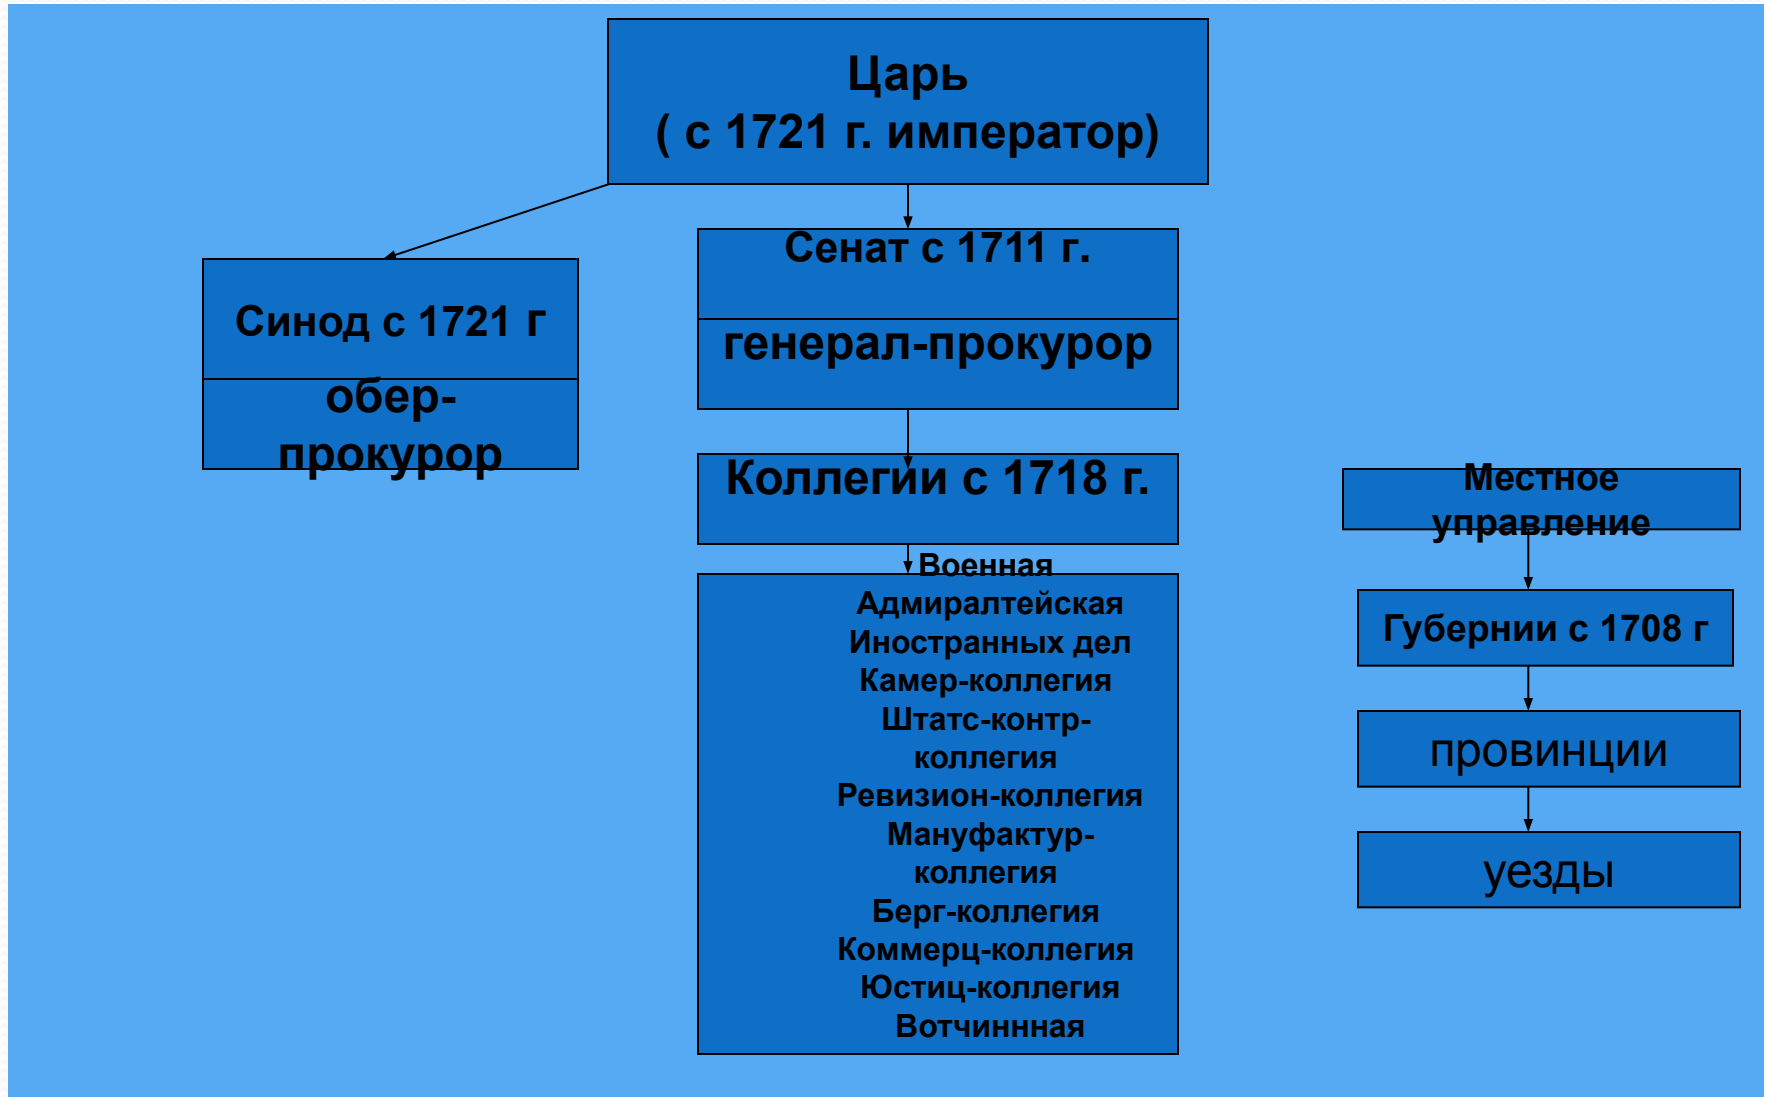 Царь
( с 1721 г. император)
Сенат с 1711 г.
генерал-прокурор
Синод с 1721 г
обер-
прокурор
Коллегии с 1718 г.
Военная
Адмиралтейская
Иностранных дел
Камер-коллегия
Штатс-контр-
коллегия
Ревизион-коллегия
Мануфактур-
коллегия
Берг-коллегия
Коммерц-коллегия
Юстиц-коллегия
Вотчиннная
Местное
управление
Губернии с 1708 г
провинции
уезды